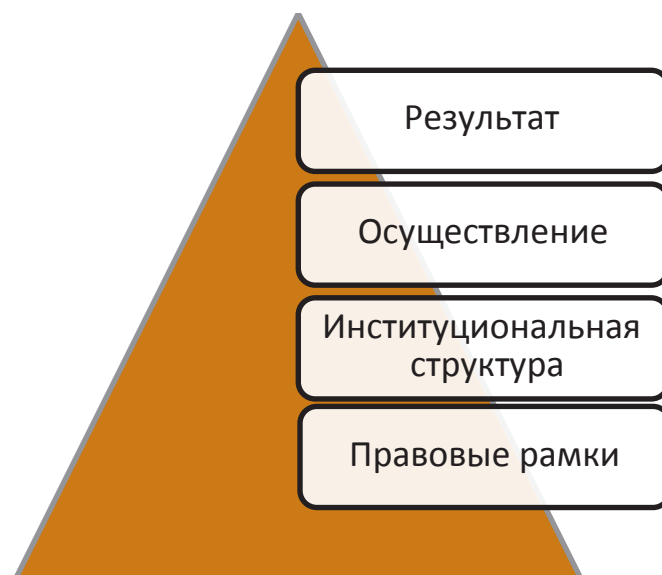 Результат
Осуществление
Институциональная
структура
Правовые рамки